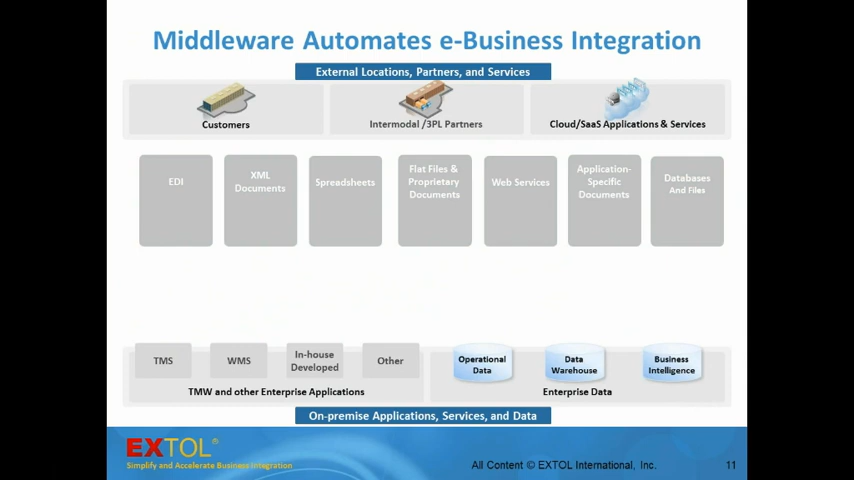 Middleware Automates e-Business Integration
External Locations, Partners, and Services
Customers
Intermodal /3PL Partners
Cloud/SaaS Applications & Services
EDI
XML
Documents
Spreadsheets
Flat Files &
Proprietary
Documents
Web Services
Application-
Specific
Documents
Databases
And Files
TMS
WMS
In-house
Developed
Other
TMW and other Enterprise Applications
Operational
Data
Data
Warehouse
Business
Intelligence
Enterprise Data
On-premise Applications, Services, and Data
EXTOL®
Simplify and Accelerate Business Integration
All Content © EXTOL International, Inc.
11